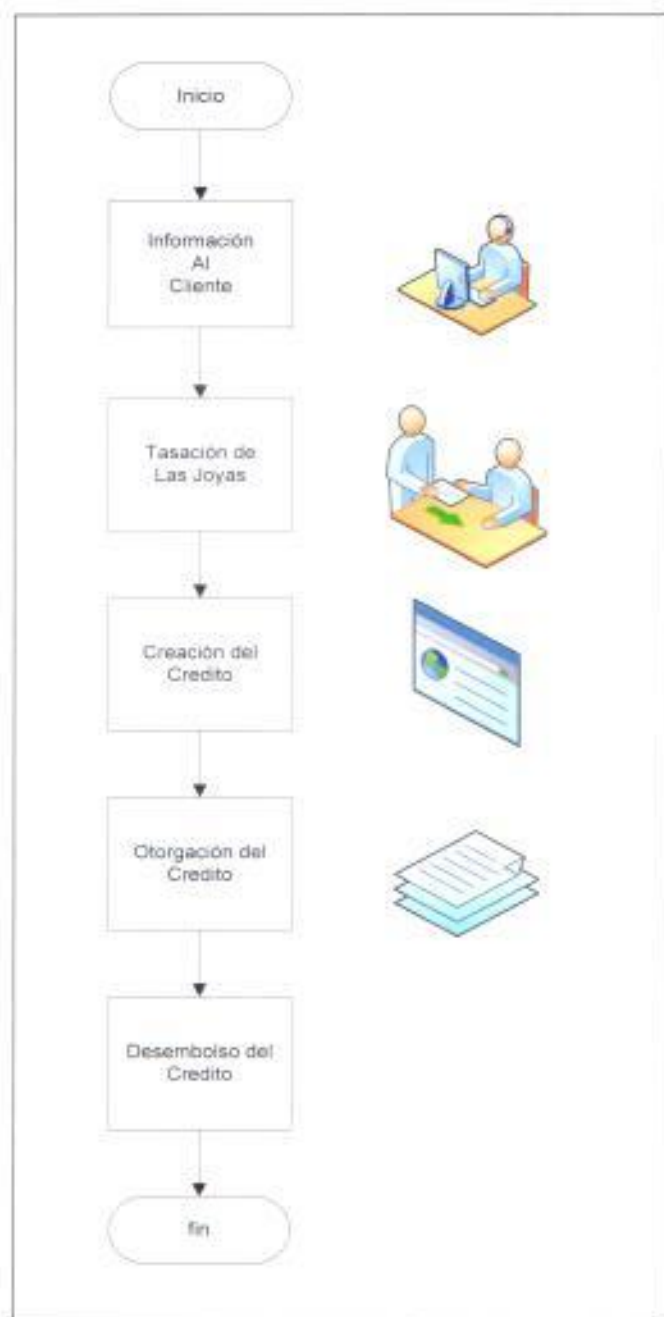 Inicio
Información
Al
Cliente
Tasación de
Las Joyas
Creación del
Credito
Otorgación del
Credito
Desembolso del
Credito
fin